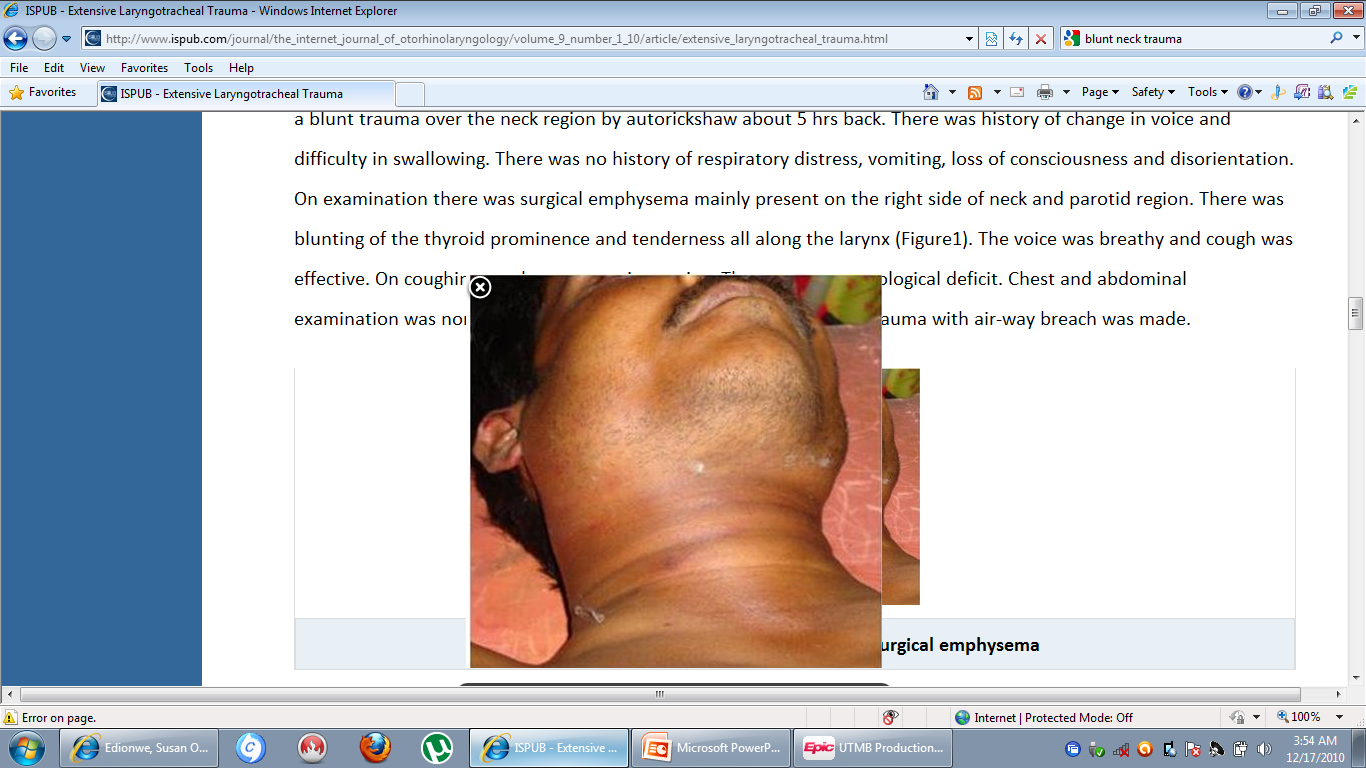 ISPUB - Extensive Laryngotracheal Trauma - Windows Internet Explorer
http://www.ispub.com/journal/the_internet_journal_of_otorhinolaryngology/volume_9_number_1_10/article/extensive_laryngotracheal_trauma.html
blunt neck trauma
File Edit View Favorites Tools Help
Favorites
ISPUB - Extensive Laryngotracheal Trauma
Page Safety Tools
a blunt trauma over the neck region by autorickshaw about 5 hrs back. There was history of change in voice and
difficulty in swallowing. There was no history of respiratory distress, vomiting, loss of consciousness and disorientation.
On examination there was surgical emphysema mainly present on the right side of neck and parotid region. There was
blunting of the thyroid prominence and tenderness all along the larynx (Figure1). The voice was breathy and cough was
effective. On deficit. Chest and abdominal
examination was with air-way breach was made.
emphysema
Error on page.
Internet | Protected Mode: Off
100%
Edionwe, Susan O...
ISPUB - Extensive ...
Microsoft PowerP...
Epic
UTMB Production...
3:54 AM
12/17/2010